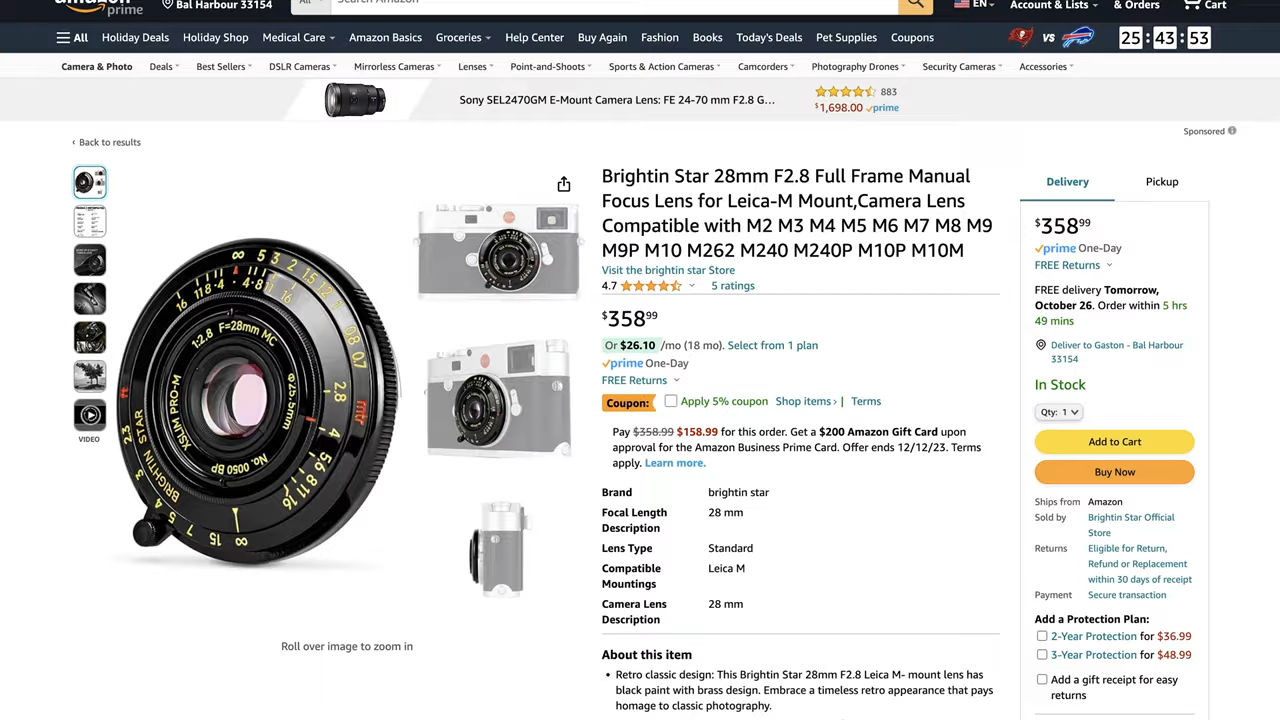 amazon
prime
Bal Harbour 33154
All
Search Amazon
EN
Account & Lists
& Orders
Cart
All
Holiday Deals
Holiday Shop
Medical Care
Amazon Basics
Groceries
Help Center
Buy Again
Fashion
Books
Today's Deals
Pet Supplies
Coupons
VS
25:43:53
Camera & Photo
Deals
Best Sellers
DSLR Cameras
Mirrorless Cameras
Lenses
Point-and-Shoots
Sports & Action Cameras
Camcorders
Photography Drones
Security Cameras
Accessories
Sony SEL2470GM E-Mount Camera Lens: FE 24-70 mm F2.8 G…
883
$1,698.00 prime
Sponsored
‹ Back to results
VIDEO
1:2.8 F=28mm MC
Ø25.5mm
No. 0050 BP
XSLIM PRO-M
BRIGHTIN STAR
ft
mtr
Roll over image to zoom in
Brightin Star 28mm F2.8 Full Frame Manual
Focus Lens for Leica-M Mount,Camera Lens
Compatible with M2 M3 M4 M5 M6 M7 M8 M9
M9P M10 M262 M240 M240P M10P M10M
Visit the brightin star Store
4.7
5 ratings
$358.99
Or $26.10 /mo (18 mo). Select from 1 plan
prime One-Day
FREE Returns
Coupon: Apply 5% coupon Shop items › | Terms
Pay $358.99 $158.99 for this order. Get a $200 Amazon Gift Card upon
approval for the Amazon Business Prime Card. Offer ends 12/12/23. Terms
apply. Learn more.
Brand brightin star
Focal Length Description 28 mm
Lens Type Standard
Compatible Mountings Leica M
Camera Lens Description 28 mm
About this item
• Retro classic design: This Brightin Star 28mm F2.8 Leica M- mount lens has
black paint with brass design. Embrace a timeless retro appearance that pays
homage to classic photography.
Delivery
Pickup
$358.99
prime One-Day
FREE Returns
FREE delivery Tomorrow,
October 26. Order within 5 hrs
49 mins
Deliver to Gaston - Bal Harbour
33154
In Stock
Qty: 1
Add to Cart
Buy Now
Ships from Amazon
Sold by Brightin Star Official
Store
Returns Eligible for Return,
Refund or Replacement
within 30 days of receipt
Payment Secure transaction
Add a Protection Plan:
2-Year Protection for $36.99
3-Year Protection for $48.99
Add a gift receipt for easy
returns